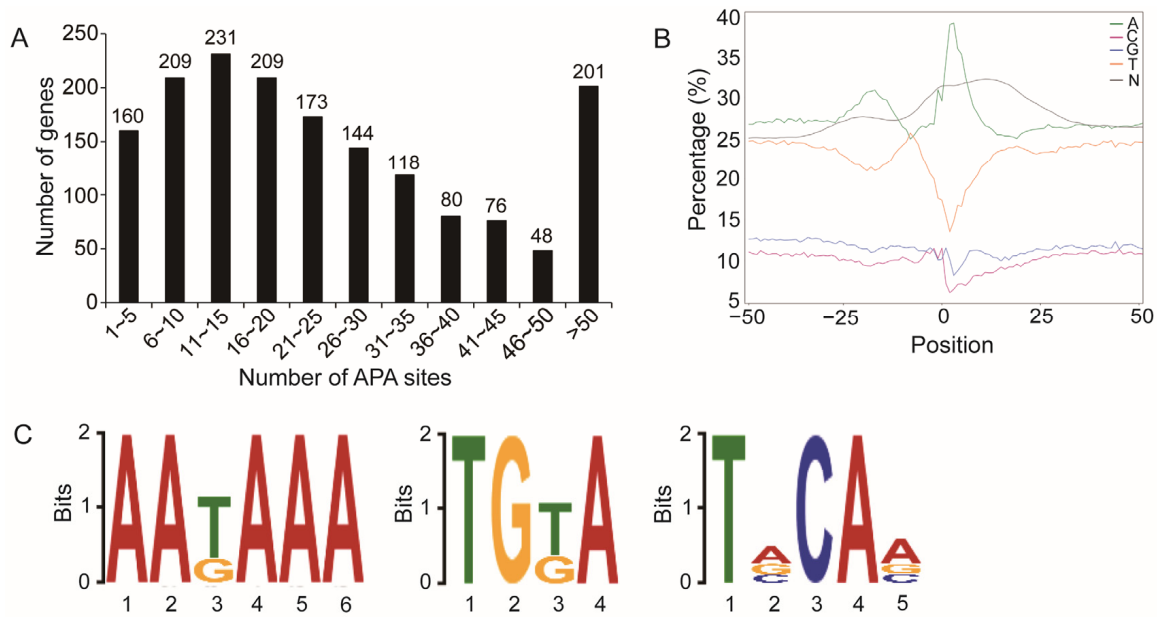 A
Number of genes
250
200
150
100
50
0
160
209
231
209
173
144
118
80
76
48
201
1~5
6~10
11~15
16~20
21~25
26~30
31~35
36~40
41~45
46~50
>50
Number of APA sites
B
Percentage (%)
40
35
30
25
20
15
10
5
A
C
G
T
N
−50
−25
0
25
50
Position
C
Bits
2
1
0
AATAAA
G
1 2 3 4 5 6
Bits
2
1
0
TGTA
G
1 2 3 4
Bits
2
1
0
TACAA
G G
C C
1 2 3 4 5